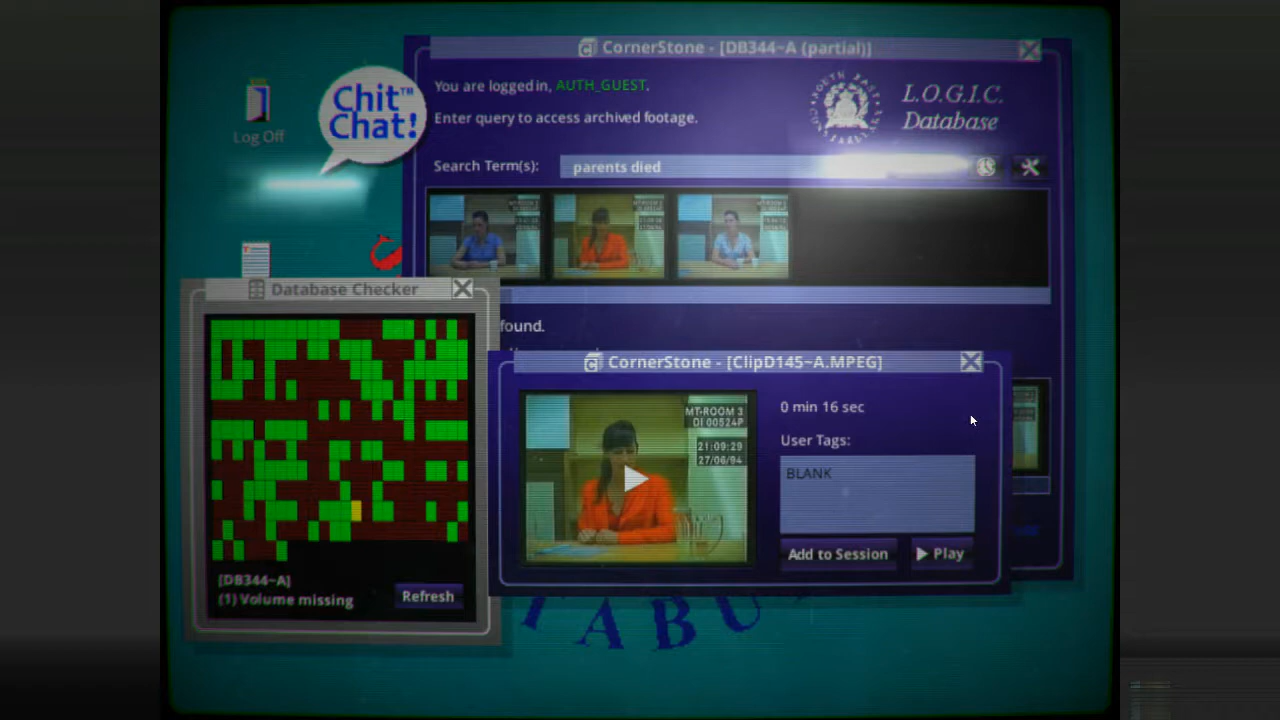 CornerStone - [DB344~A (partial)]
You are logged in, AUTH_GUEST.
Enter query to access archived footage.
L.O.G.I.C.
Database
Chit™
Chat!
Log Off
Search Term(s):
parents died
Database Checker
found.
CornerStone - [ClipD145~A.MPEG]
MT-ROOM 3
DI 00524P
21:09:29
27/06/94
0 min 16 sec
User Tags:
BLANK
Add to Session
Play
[DB344~A]
(1) Volume missing
Refresh